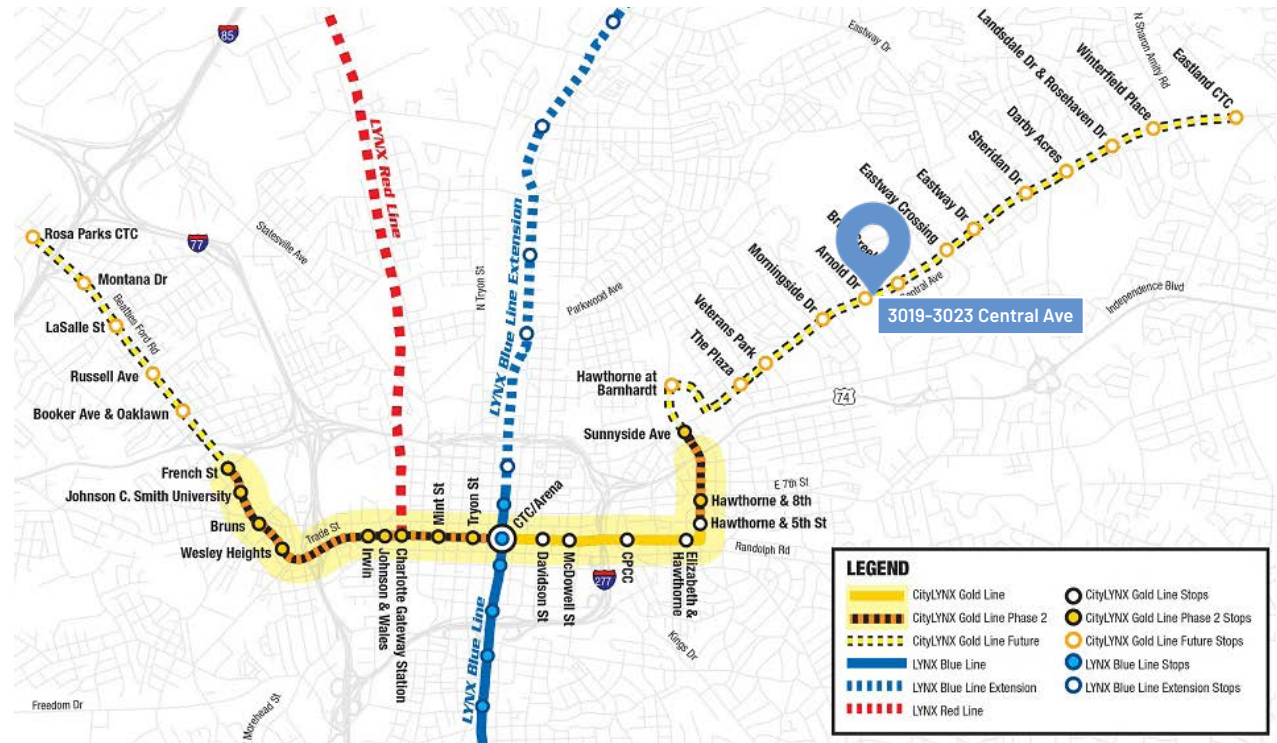 85
77
277
74
LYNX Red Line
LYNX Blue Line Extension
LYNX Blue Line
Eastway Dr
N Sharon Amity Rd
Statesville Ave
N Tryon St
Parkwood Ave
Independence Blvd
Beatties Ford Rd
Trade St
E 7th St
Randolph Rd
Kings Dr
Freedom Dr
Morehead St
Central Ave
Rosa Parks CTC
Montana Dr
LaSalle St
Russell Ave
Booker Ave & Oaklawn
French St
Johnson C. Smith University
Bruns
Wesley Heights
Irwin
Johnson & Wales
Charlotte Gateway Station
Mint St
Tryon St
CTC/Arena
Davidson St
McDowell St
CPCC
Elizabeth &
Hawthorne
Hawthorne & 5th St
Hawthorne & 8th
Sunnyside Ave
Hawthorne at
Barnhardt
The Plaza
Veterans Park
Morningside Dr
Arnold Dr
Eastway Crossing
Eastway Dr
Sheridan Dr
Darby Acres
Landsdale Dr & Rosehaven Dr
Winterfield Place
Eastland CTC
3019-3023 Central Ave
LEGEND
CityLYNX Gold Line
CityLYNX Gold Line Phase 2
CityLYNX Gold Line Future
LYNX Blue Line
LYNX Blue Line Extension
LYNX Red Line
CityLYNX Gold Line Stops
CityLYNX Gold Line Phase 2 Stops
CityLYNX Gold Line Future Stops
LYNX Blue Line Stops
LYNX Blue Line Extension Stops